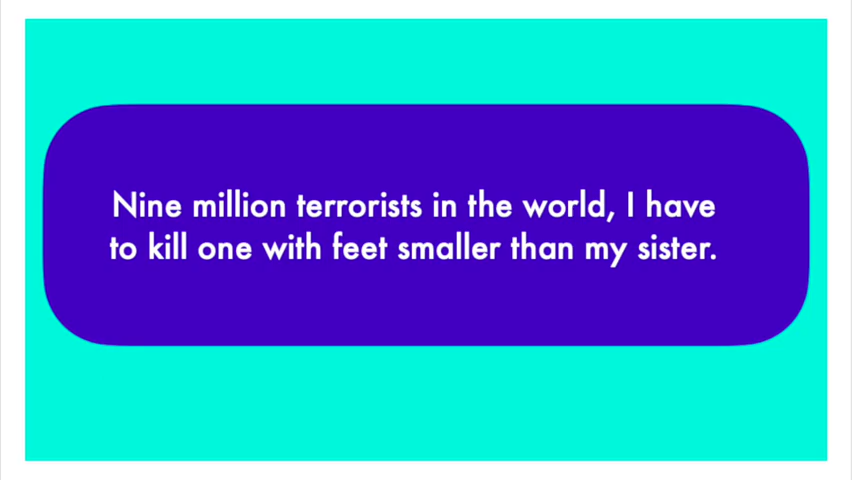 Nine million terrorists in the world, I have
to kill one with feet smaller than my sister.